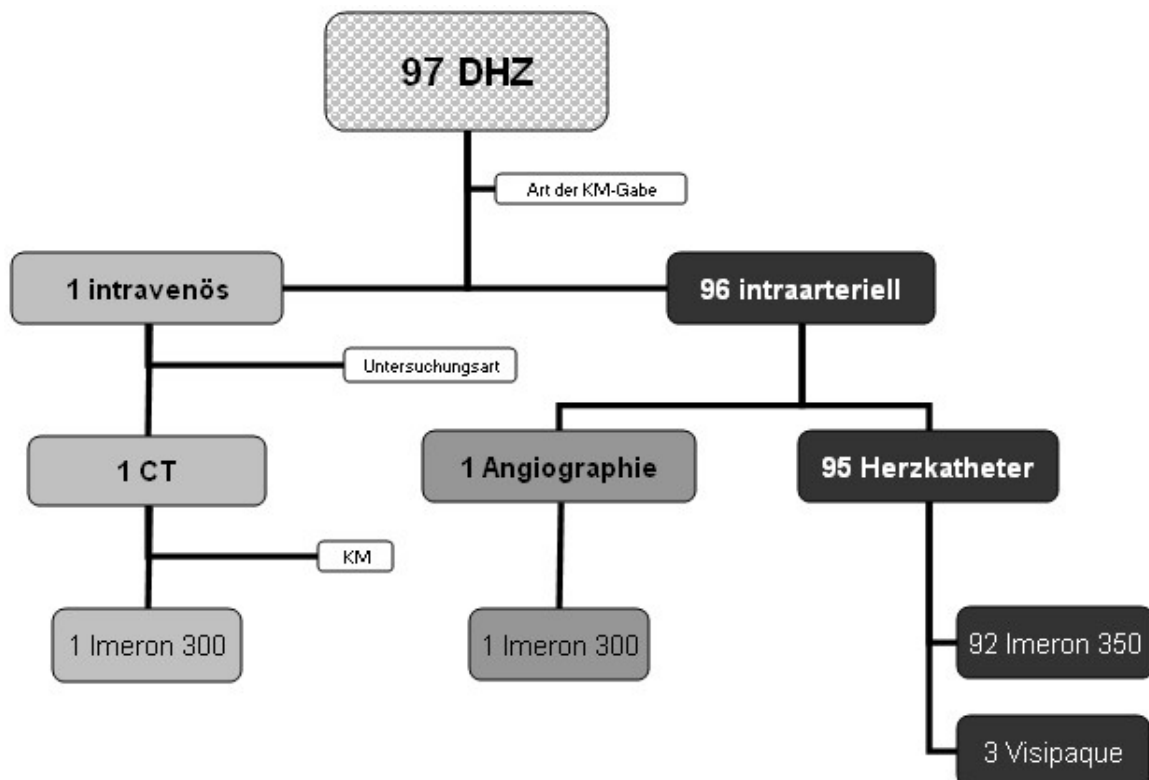 97 DHZ
Art der KM-Gabe
1 intravenös
96 intraarteriell
Untersuchungsart
1 CT
1 Angiographie
95 Herzkatheter
KM
1 Imeron 300
1 Imeron 300
92 Imeron 350
3 Visipaque